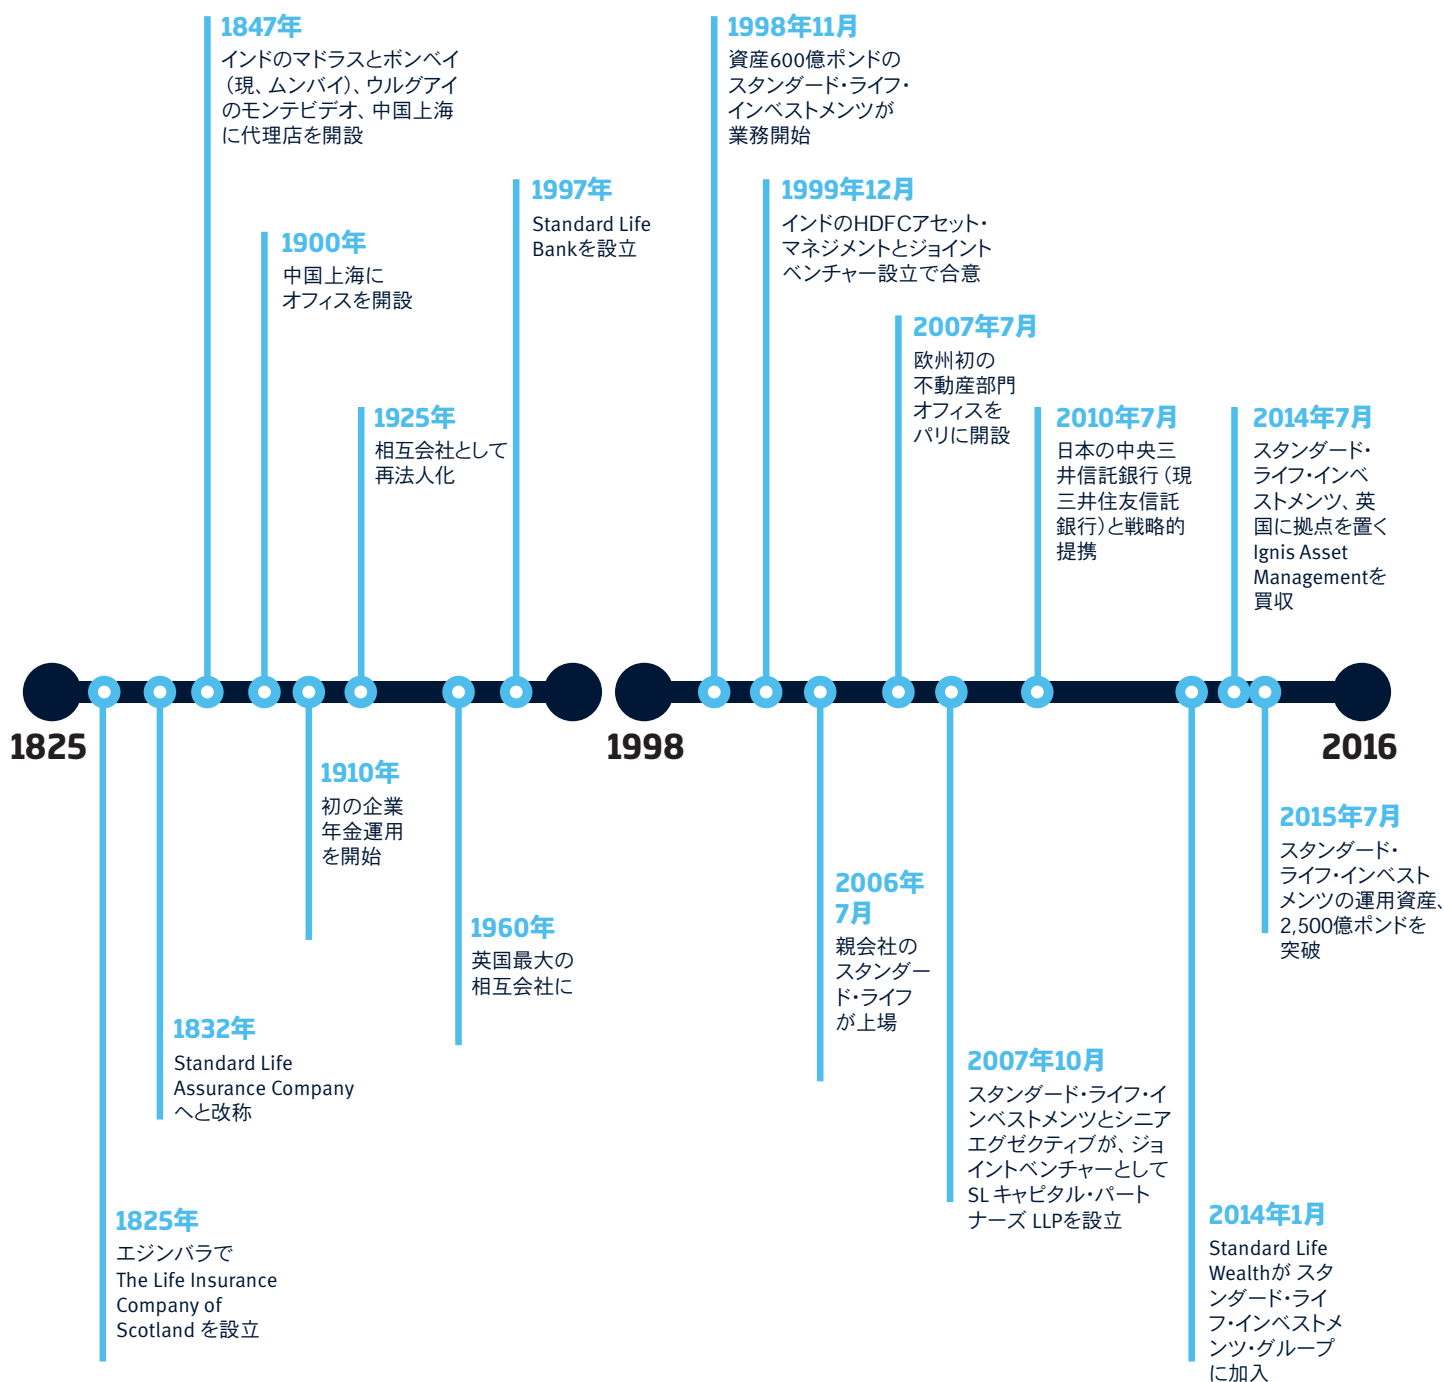 1847年
インドのマドラスとボンベイ
（現、ムンバイ）、ウルグアイ
のモンテビデオ、中国上海
に代理店を開設
1900年
中国上海に
オフィスを開設
1925年
相互会社として
再法人化
1997年
Standard Life
Bankを設立
1998年11月
資産600億ポンドの
スタンダード・ライフ・
インベストメンツが
業務開始
1999年12月
インドのHDFCアセット・
マネジメントとジョイント
ベンチャー設立で合意
2007年7月
欧州初の
不動産部門
オフィスを
パリに開設
2010年7月
日本の中央三
井信託銀行（現
三井住友信託
銀行）と戦略的
提携
2014年7月
スタンダード・
ライフ・インベ
ストメンツ、英
国に拠点を置く
Ignis Asset
Managementを
買収
1825
1998
2016
1910年
初の企業
年金運用
を開始
1960年
英国最大の
相互会社に
1832年
Standard Life
Assurance Company
へと改称
1825年
エジンバラで
The Life Insurance
Company of
Scotland を設立
2006年
7月
親会社の
スタンダー
ド・ライフ
が上場
2007年10月
スタンダード・ライフ・イ
ンベストメンツとシニア
エグゼクティブが、ジョ
イントベンチャーとして
SL キャピタル・パート
ナーズ LLPを設立
2015年7月
スタンダード・
ライフ・インベスト
メンツの運用資産、
2,500億ポンドを
突破
2014年1月
Standard Life
Wealthが スタ
ンダード・ライ
フ・インベストメ
ンツ・グループ
に加入